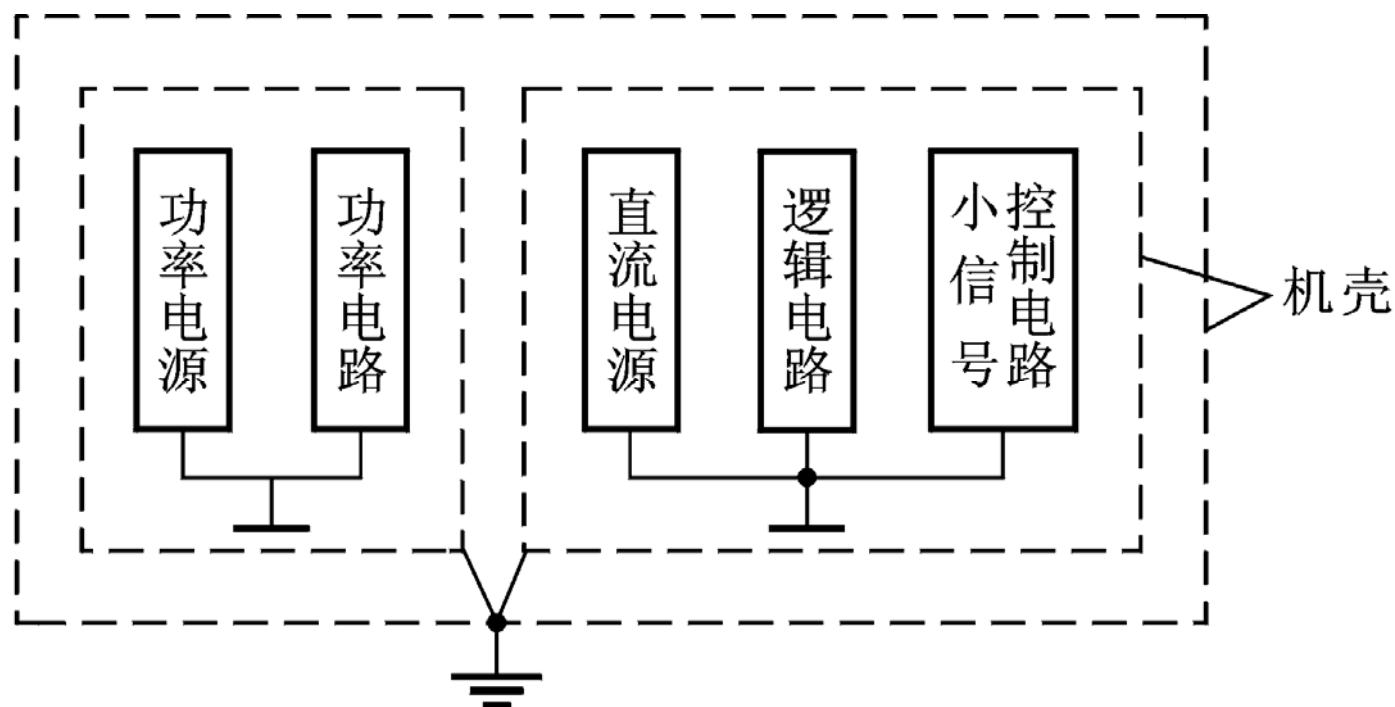 功率电源
功率电路
直流电源
逻辑电路
小信号
控制电路
机壳